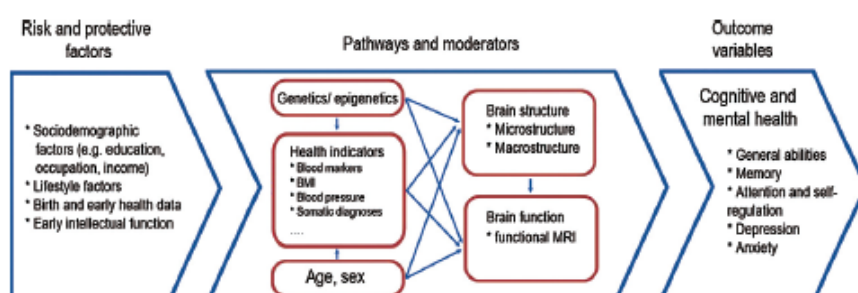 Risk and protective
factors
* Sociodemographic
factors (e.g. education,
occupation, income)
* Lifestyle factors
* Birth and early health data
* Early intellectual function
Pathways and moderators
Genetics/ epigenetics
Health indicators
* Blood markers
* BMI
* Blood pressure
* Somatic diagnoses
....
Age, sex
Brain structure
* Microstructure
* Macrostructure
Brain function
* functional MRI
Outcome
variables
Cognitive and
mental health
* General abilities
* Memory
* Attention and self-
regulation
* Depression
* Anxiety